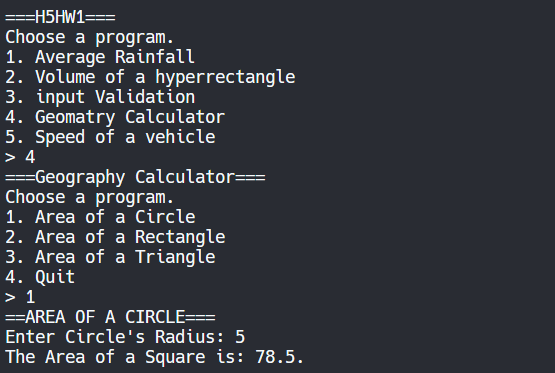 ===H5HW1===
Choose a program.
1. Average Rainfall
2. Volume of a hyperrectangle
3. input Validation
4. Geomatry Calculator
5. Speed of a vehicle
> 4
===Geography Calculator===
Choose a program.
1. Area of a Circle
2. Area of a Rectangle
3. Area of a Triangle
4. Quit
> 1
==AREA OF A CIRCLE===
Enter Circle's Radius: 5
The Area of a Square is: 78.5.